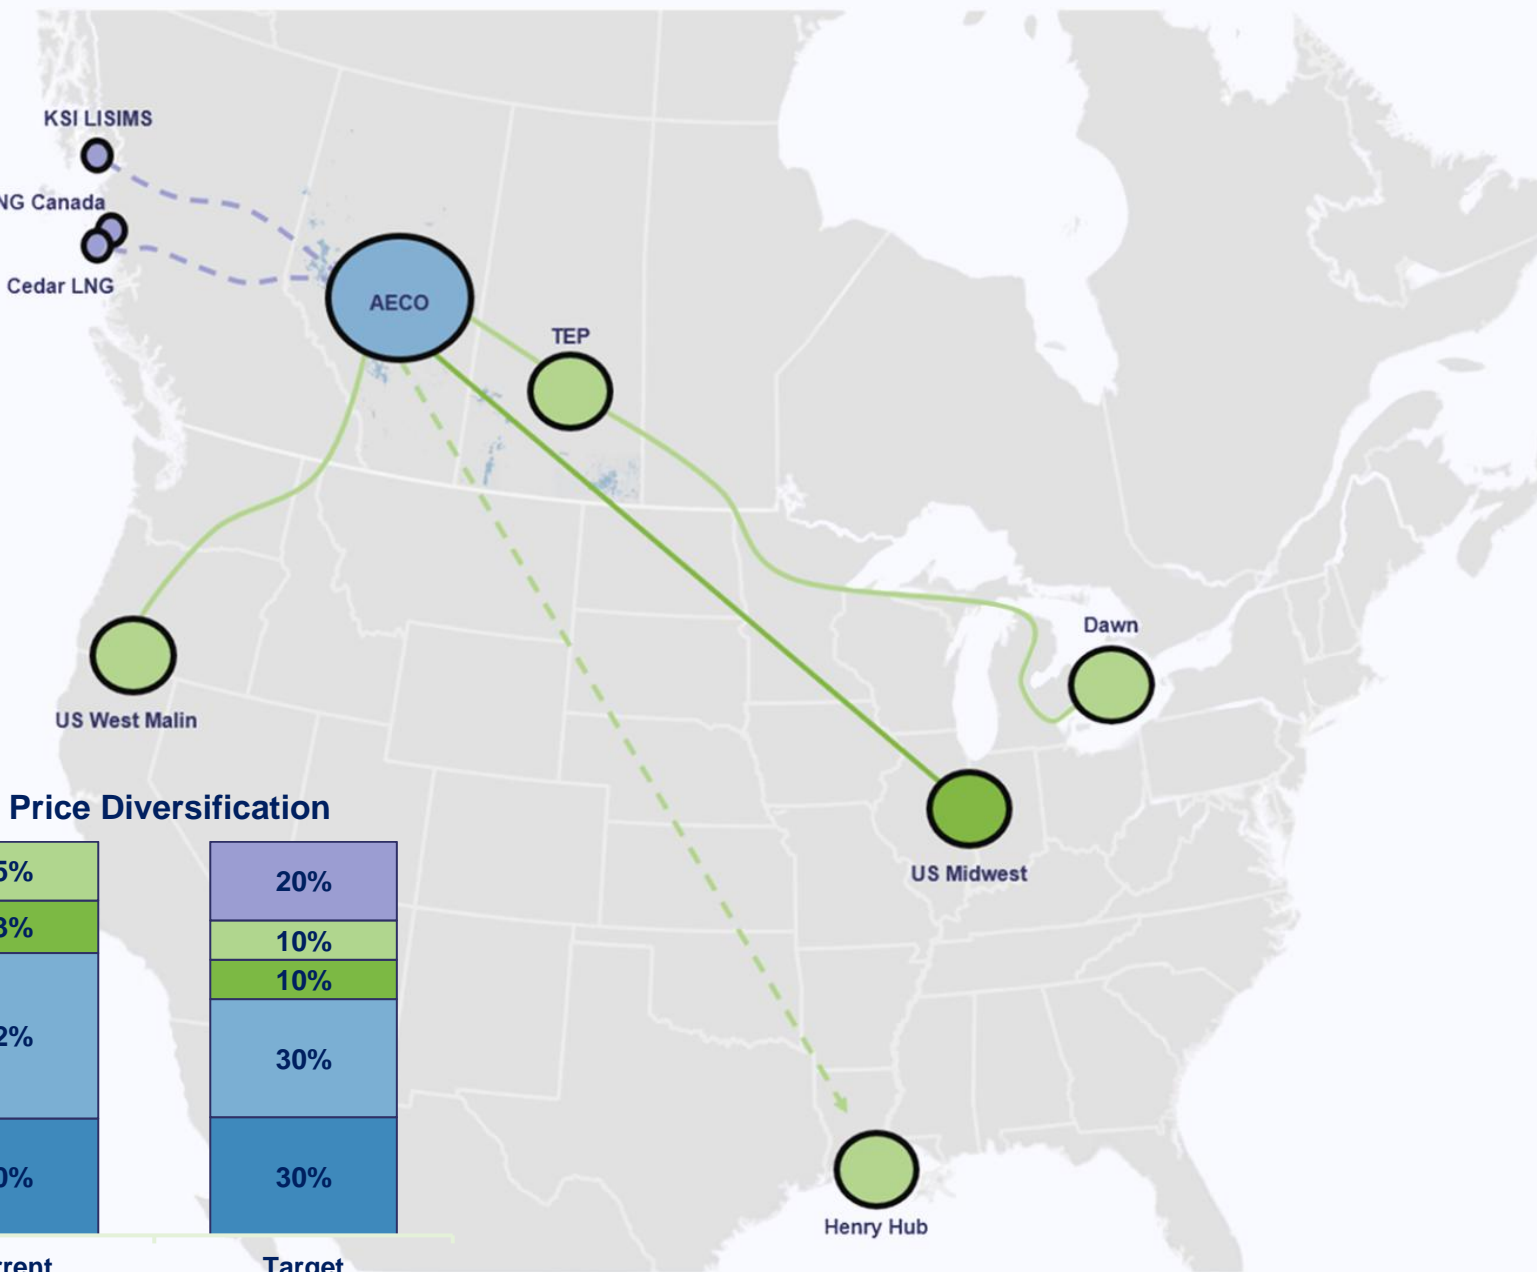 KSI LISIMS
NG Canada
Cedar LNG
AECO
TEP
Dawn
US West Malin
US Midwest
Henry Hub
Price Diversification
5%
3%
2%
0%
20%
10%
10%
30%
30%
rrent
Target